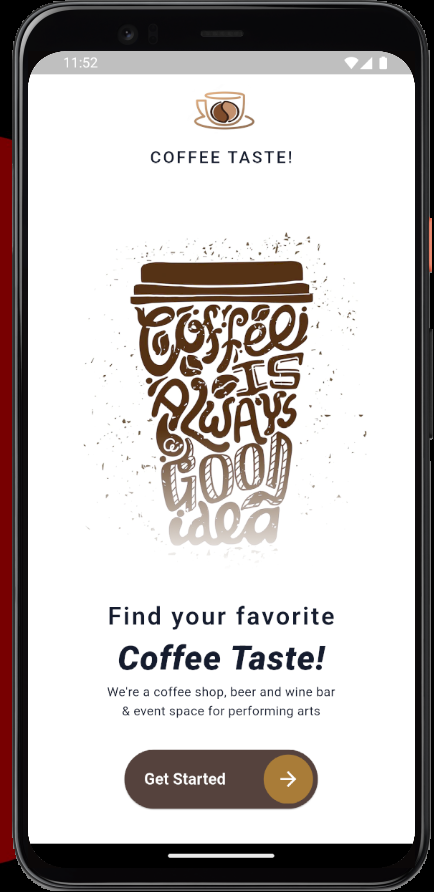 11:52
COFFEE TASTE!
Coffee
IS
ALWAYS
a
GOOD
idea
Find your favorite
Coffee Taste!
We're a coffee shop, beer and wine bar
& event space for performing arts
Get Started